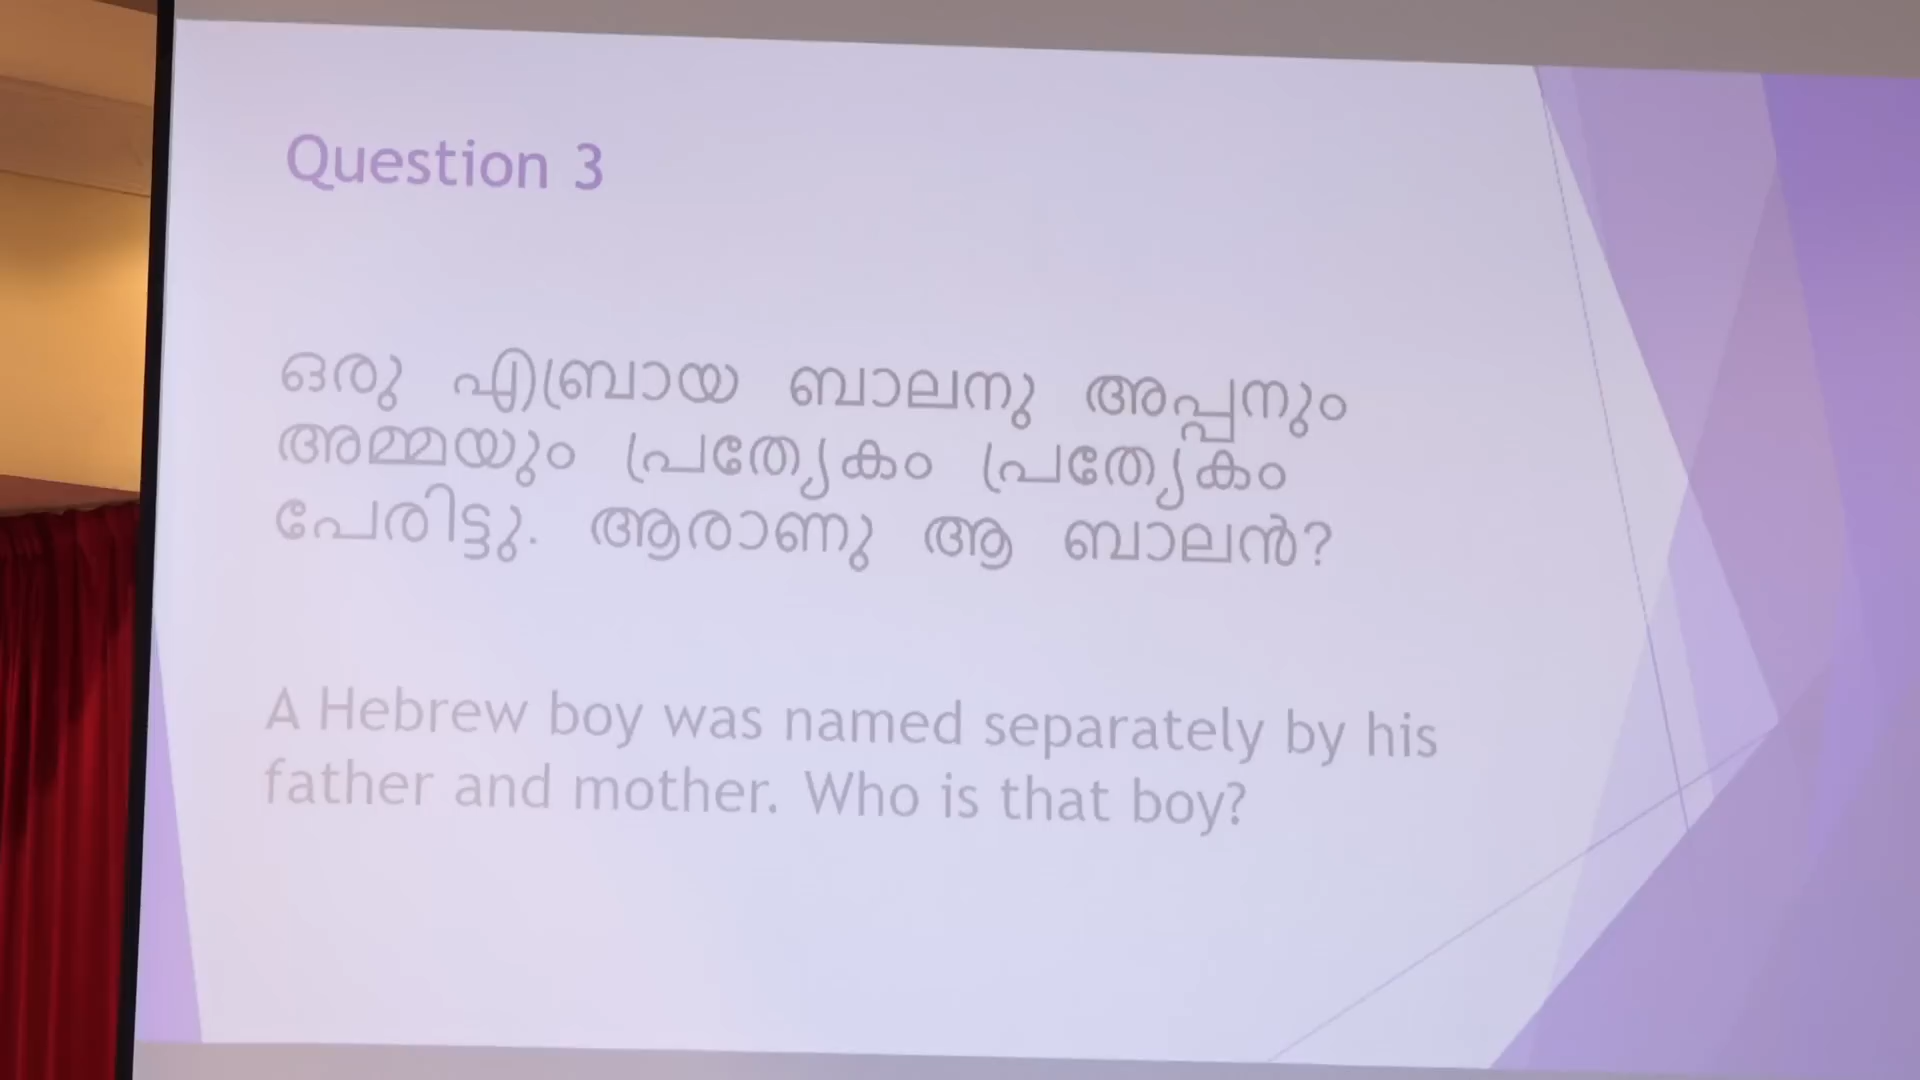 Question 3
ഒരു എബ്രായ ബാലനു അപ്പനും
അമ്മയും പ്രത്യേകം പ്രത്യേകം
പേരിട്ടു. ആരാണു ആ ബാലൻ?
A Hebrew boy was named separately by his
father and mother. Who is that boy?